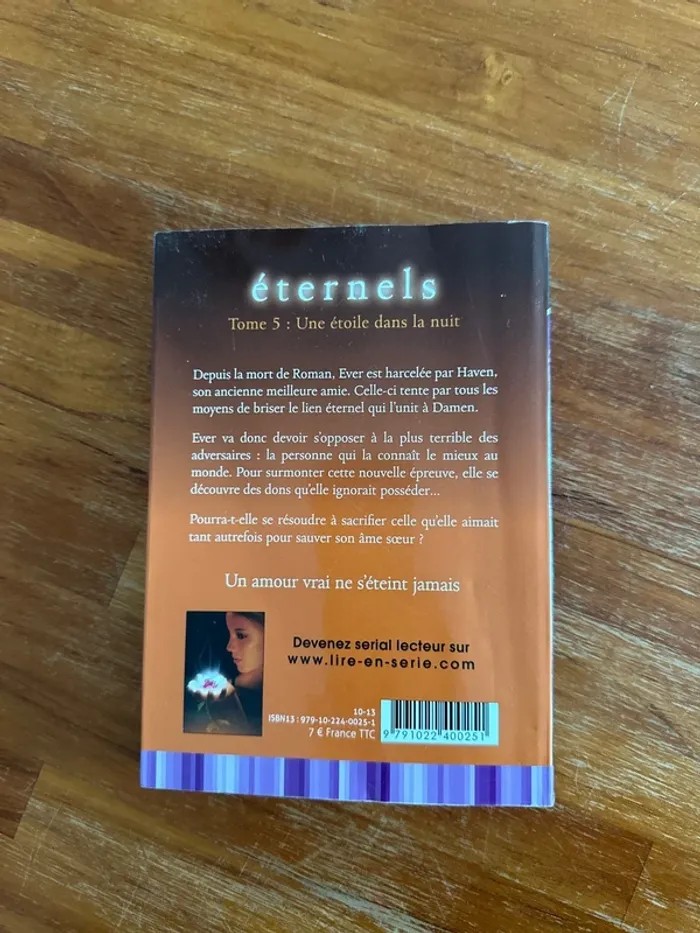 éternels
Tome 5 : Une étoile dans la nuit
Depuis la mort de Roman, Ever est harcelée par Haven,
son ancienne meilleure amie. Celle-ci tente par tous les
moyens de briser le lien éternel qui l'unit à Damen.
Ever va donc devoir s'opposer à la plus terrible des
adversaires : la personne qui la connaît le mieux au
monde. Pour surmonter cette nouvelle épreuve, elle se
découvre des dons qu'elle ignorait posséder...
Pourra-t-elle se résoudre à sacrifier celle qu'elle aimait
tant autrefois pour sauver son âme sœur ?
Un amour vrai ne s'éteint jamais
Devenez serial lecteur sur
www.lire-en-serie.com
10-13
ISBN13 : 979-10-224-0025-1
7 € France TTC
9 791022 400251